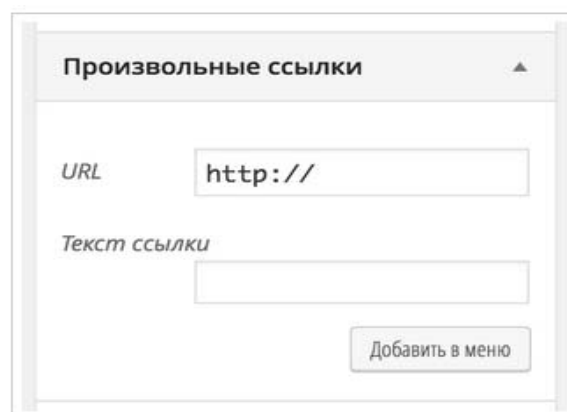 Произвольные ссылки
URL
http://
Текст ссылки
Добавить в меню